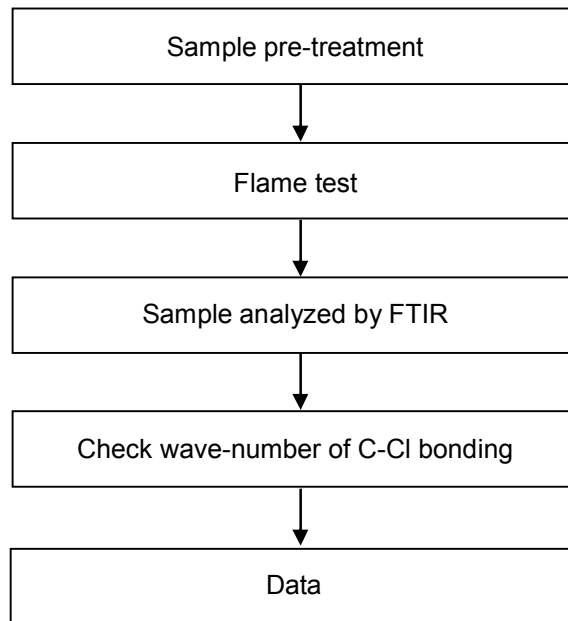 Sample pre-treatment
Flame test
Sample analyzed by FTIR
Check wave-number of C-Cl bonding
Data